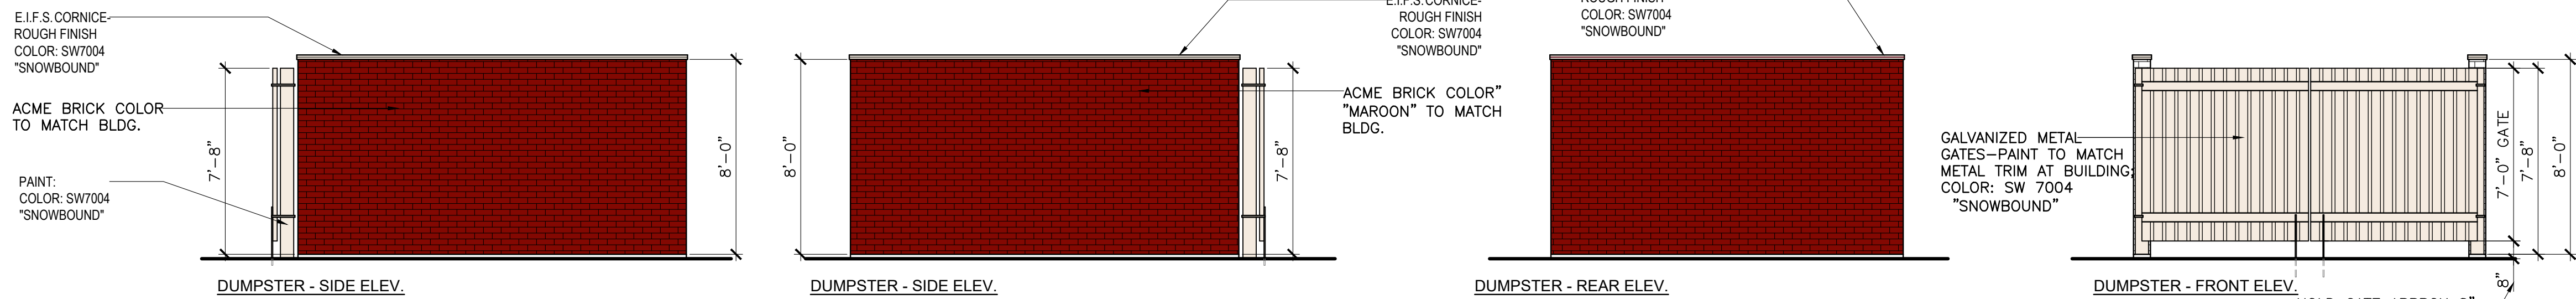 E.I.F.S. CORNICE-
ROUGH FINISH
COLOR: SW7004
"SNOWBOUND"
ACME BRICK COLOR
TO MATCH BLDG.
PAINT:
COLOR: SW7004
"SNOWBOUND"
7'-8"
8'-0"
DUMPSTER - SIDE ELEV.
E.I.F.S. CORNICE-
ROUGH FINISH
COLOR: SW7004
"SNOWBOUND"
ACME BRICK COLOR"
"MAROON" TO MATCH
BLDG.
8'-0"
7'-8"
DUMPSTER - SIDE ELEV.
ROUGH FINISH
COLOR: SW7004
"SNOWBOUND"
DUMPSTER - REAR ELEV.
GALVANIZED METAL
GATES-PAINT TO MATCH
METAL TRIM AT BUILDING;
COLOR: SW 7004
"SNOWBOUND"
7'-0" GATE
7'-8"
8'-0"
8"
DUMPSTER - FRONT ELEV.